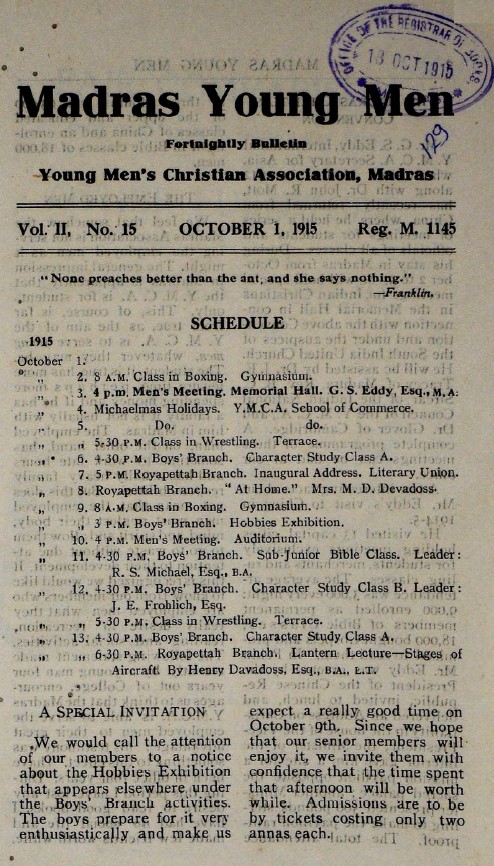 OFFICE OF THE REGISTRAR OF BOOKS
13 OCT 1915
Madras Young Men
129
Fortnightly Bulletin
Young Men's Christian Association, Madras
Vol. II, No. 15 OCTOBER 1, 1915 Reg. M. 1145
"None preaches better than the ant, and she says nothing."
—Franklin.
SCHEDULE
1915
October 1.
„ 2. 8 A.M. Class in Boxing. Gymnasium.
„ 3. 4 p.m. Men's Meeting. Memorial Hall. G. S. Eddy, Esq., M.A.
„ 4. Michaelmas Holidays. Y.M.C.A. School of Commerce.
„ 5. Do. do.
„ „ 5-30 P.M. Class in Wrestling. Terrace.
„ 6. 4-30 P.M. Boys' Branch. Character Study Class A.
„ 7. 5 P.M. Royapettah Branch. Inaugural Address. Literary Union.
„ 8. Royapettah Branch. "At Home." Mrs. M. D. Devadoss.
„ 9. 8 A.M. Class in Boxing. Gymnasium.
„ „ 3 P.M. Boys' Branch. Hobbies Exhibition.
„ 10. 4 P.M. Men's Meeting. Auditorium.
„ 11. 4-30 P.M. Boys' Branch. Sub-Junior Bible Class. Leader:
R. S. Michael, Esq., B.A.
„ 12. 4-30 P.M. Boys' Branch. Character Study Class B. Leader:
J. E. Frohlich, Esq.
„ „ 5-30 P.M. Class in Wrestling. Terrace.
„ 13. 4-30 P.M. Boys' Branch. Character Study Class A.
„ „ 6-30 P.M. Royapettah Branch. Lantern Lecture—Stages of
Aircraft. By Henry Davadoss, Esq., B.A., L.T.
A SPECIAL INVITATION
We would call the attention
of our members to a notice
about the Hobbies Exhibition
that appears elsewhere under
the Boys' Branch activities.
The boys prepare for it very
enthusiastically and make us
expect a really good time on
October 9th. Since we hope
that our senior members will
enjoy it, we invite them with
confidence that the time spent
that afternoon will be worth
while. Admissions are to be
by tickets costing only two
annas each.